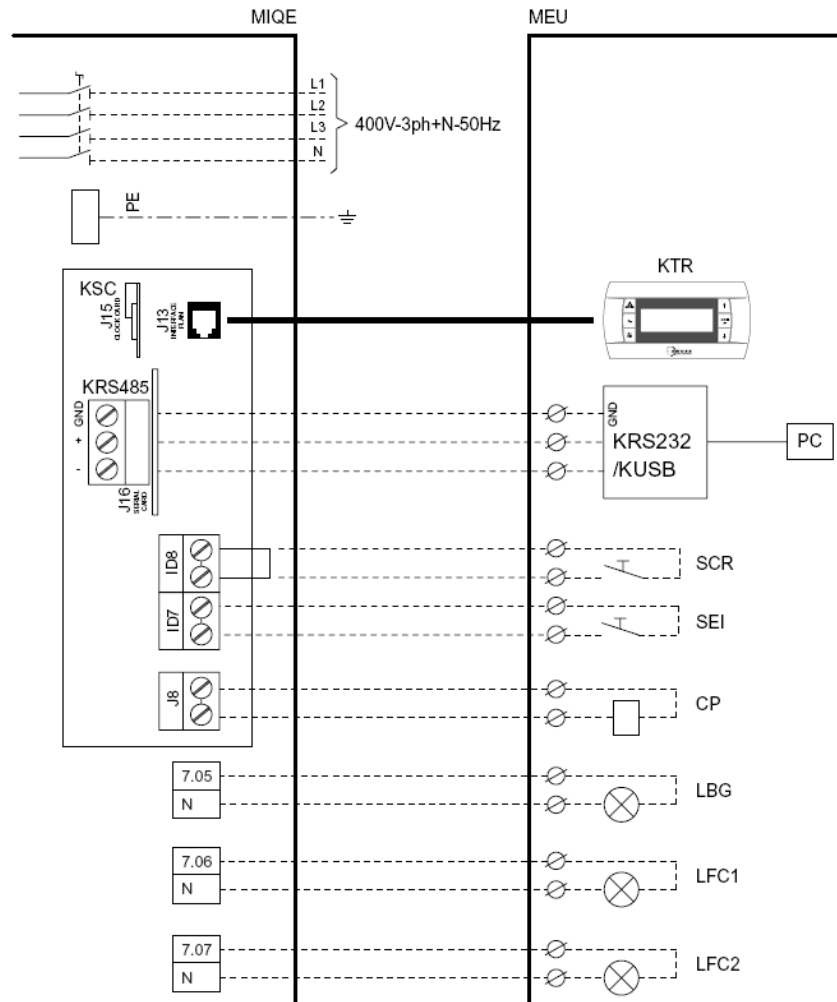 MIQE
MEU
L1
L2
L3
N
400V-3ph+N-50Hz
PE
KSC
J15
CLOCK CARD
J13
INTERFACE
PLAN
KTR
KRS485
GND
+
-
J16
SERIAL
CARD
GND
KRS232
/KUSB
PC
ID8
SCR
ID7
SEI
J8
CP
7.05
N
LBG
7.06
N
LFC1
7.07
N
LFC2